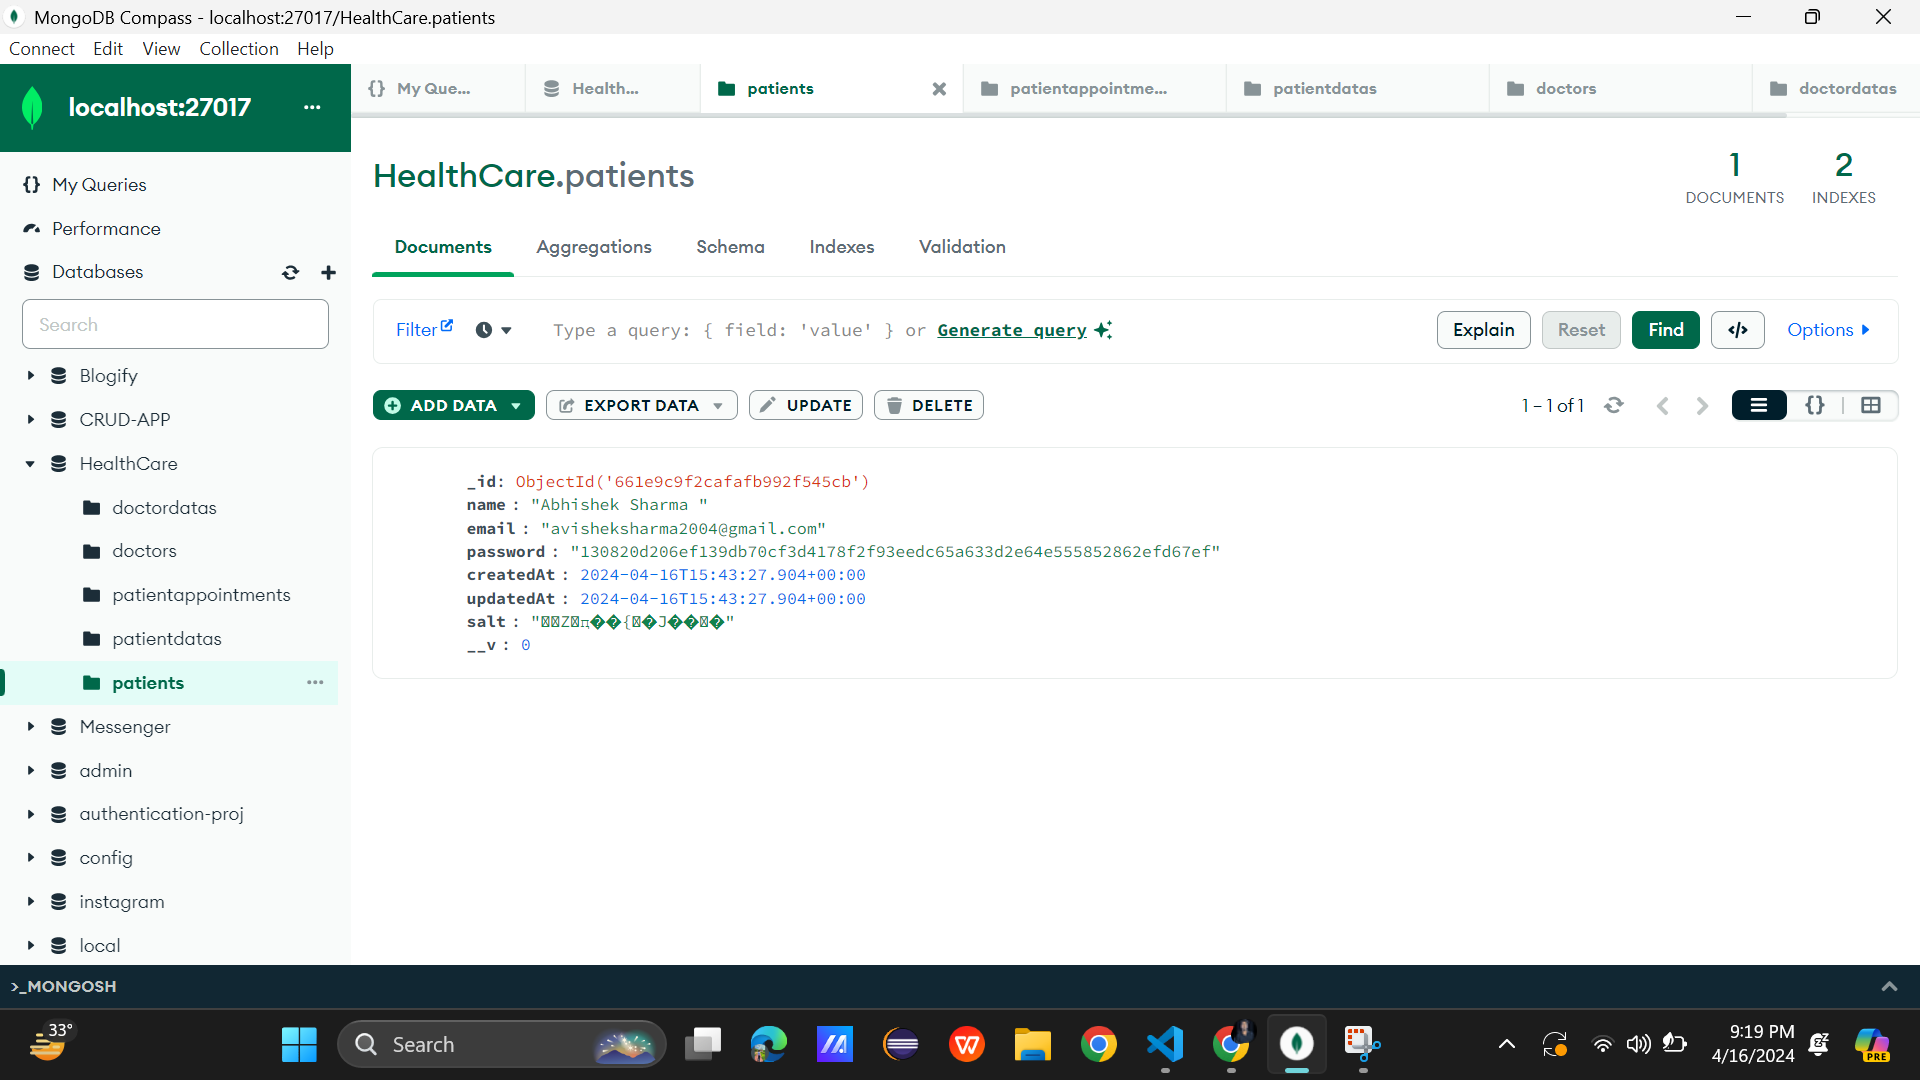 MongoDB Compass - localhost:27017/HealthCare.patients
Connect Edit View Collection Help
localhost:27017
My Que...
Health...
patients
patientappointme...
patientdatas
doctors
doctordatas
My Queries
Performance
Databases
Search
Blogify
CRUD-APP
HealthCare
doctordatas
doctors
patientappointments
patientdatas
patients
Messenger
admin
authentication-proj
config
instagram
local
HealthCare.patients
1
DOCUMENTS
2
INDEXES
Documents Aggregations Schema Indexes Validation
Filter Type a query: { field: 'value' } or Generate query Explain Reset Find </> Options
ADD DATA EXPORT DATA UPDATE DELETE 1 – 1 of 1
_id: ObjectId('661e9c9f2cafafb992f545cb')
name : "Abhishek Sharma "
email : "avisheksharma2004@gmail.com"
password : "130820d206ef139db70cf3d4178f2f93eedc65a633d2e64e555852862efd67ef"
createdAt : 2024-04-16T15:43:27.904+00:00
updatedAt : 2024-04-16T15:43:27.904+00:00
salt :
__v : 0
>_MONGOSH
33°
Search
PRE
9:19 PM
4/16/2024